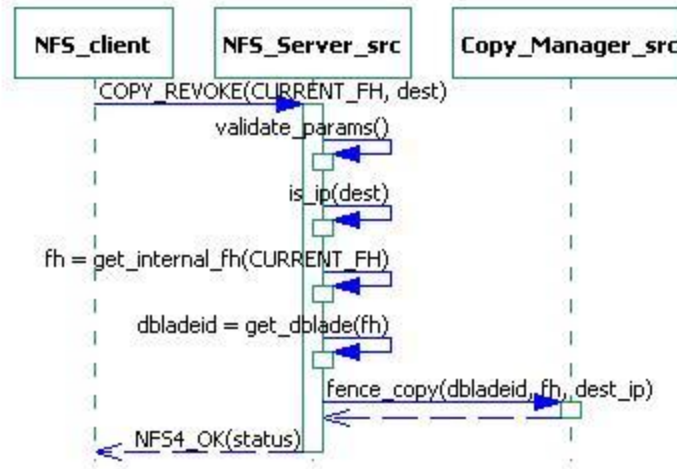 NFS_client
NFS_Server_src
Copy_Manager_src
COPY_REVOKE(CURRENT_FH, dest)
validate_params()
is_ip(dest)
fh = get_internal_fh(CURRENT_FH)
dbladeid = get_dblade(fh)
fence_copy(dbladeid, fh, dest_ip)
NFS4_OK(status)